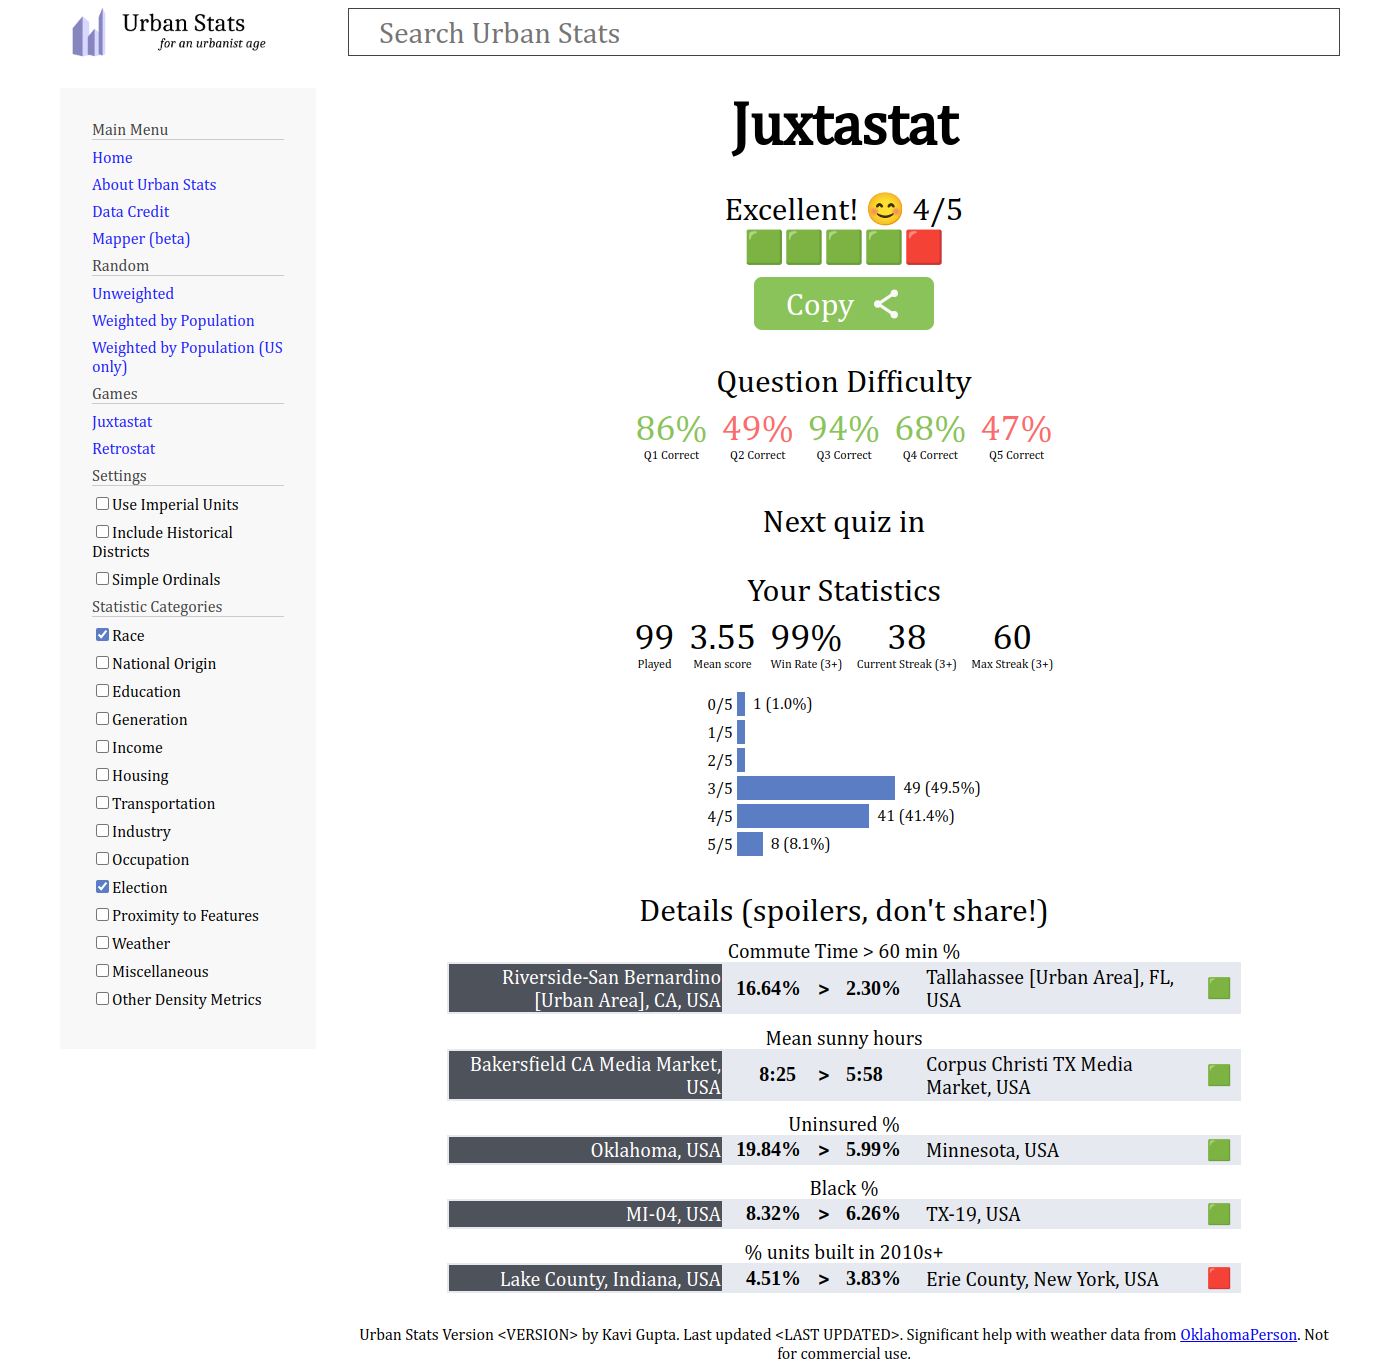 Urban Stats
for an urbanist age
Search Urban Stats
Main Menu
Home
About Urban Stats
Data Credit
Mapper (beta)
Random
Unweighted
Weighted by Population
Weighted by Population (US
only)
Games
Juxtastat
Retrostat
Settings
Use Imperial Units
Include Historical
Districts
Simple Ordinals
Statistic Categories
Race
National Origin
Education
Generation
Income
Housing
Transportation
Industry
Occupation
Election
Proximity to Features
Weather
Miscellaneous
Other Density Metrics
Juxtastat
Excellent! 😊 4/5
🟩🟩🟩🟩🟥
Copy
Question Difficulty
86% 49% 94% 68% 47%
Q1 Correct Q2 Correct Q3 Correct Q4 Correct Q5 Correct
Next quiz in
Your Statistics
99 3.55 99% 38 60
Played Mean score Win Rate (3+) Current Streak (3+) Max Streak (3+)
0/5 1 (1.0%)
1/5
2/5
3/5 49 (49.5%)
4/5 41 (41.4%)
5/5 8 (8.1%)
Details (spoilers, don't share!)
Commute Time > 60 min %
Riverside-San Bernardino
[Urban Area], CA, USA
16.64% > 2.30%
Tallahassee [Urban Area], FL,
USA
🟩
Mean sunny hours
Bakersfield CA Media Market,
USA
8:25 > 5:58
Corpus Christi TX Media
Market, USA
🟩
Uninsured %
Oklahoma, USA 19.84% > 5.99% Minnesota, USA 🟩
Black %
MI-04, USA 8.32% > 6.26% TX-19, USA 🟩
% units built in 2010s+
Lake County, Indiana, USA 4.51% > 3.83% Erie County, New York, USA 🟥
Urban Stats Version <VERSION> by Kavi Gupta. Last updated <LAST UPDATED>. Significant help with weather data from OklahomaPerson. Not
for commercial use.